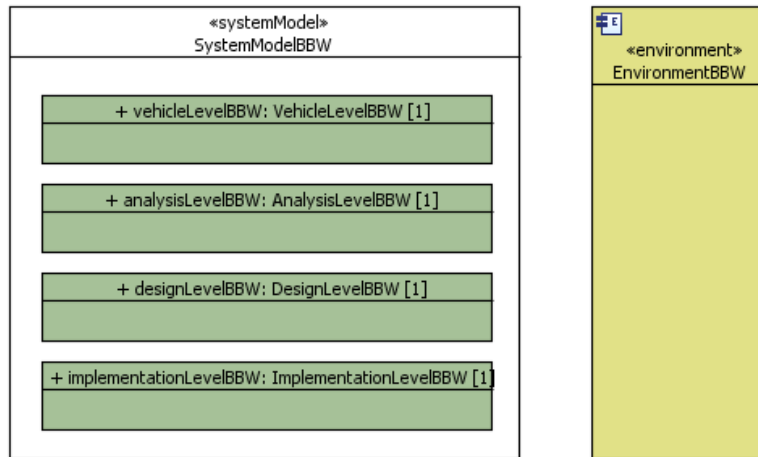 «systemModel»
SystemModelBBW
+ vehicleLevelBBW: VehicleLevelBBW [1]
+ analysisLevelBBW: AnalysisLevelBBW [1]
+ designLevelBBW: DesignLevelBBW [1]
+ implementationLevelBBW: ImplementationLevelBBW [1]
E
«environment»
EnvironmentBBW